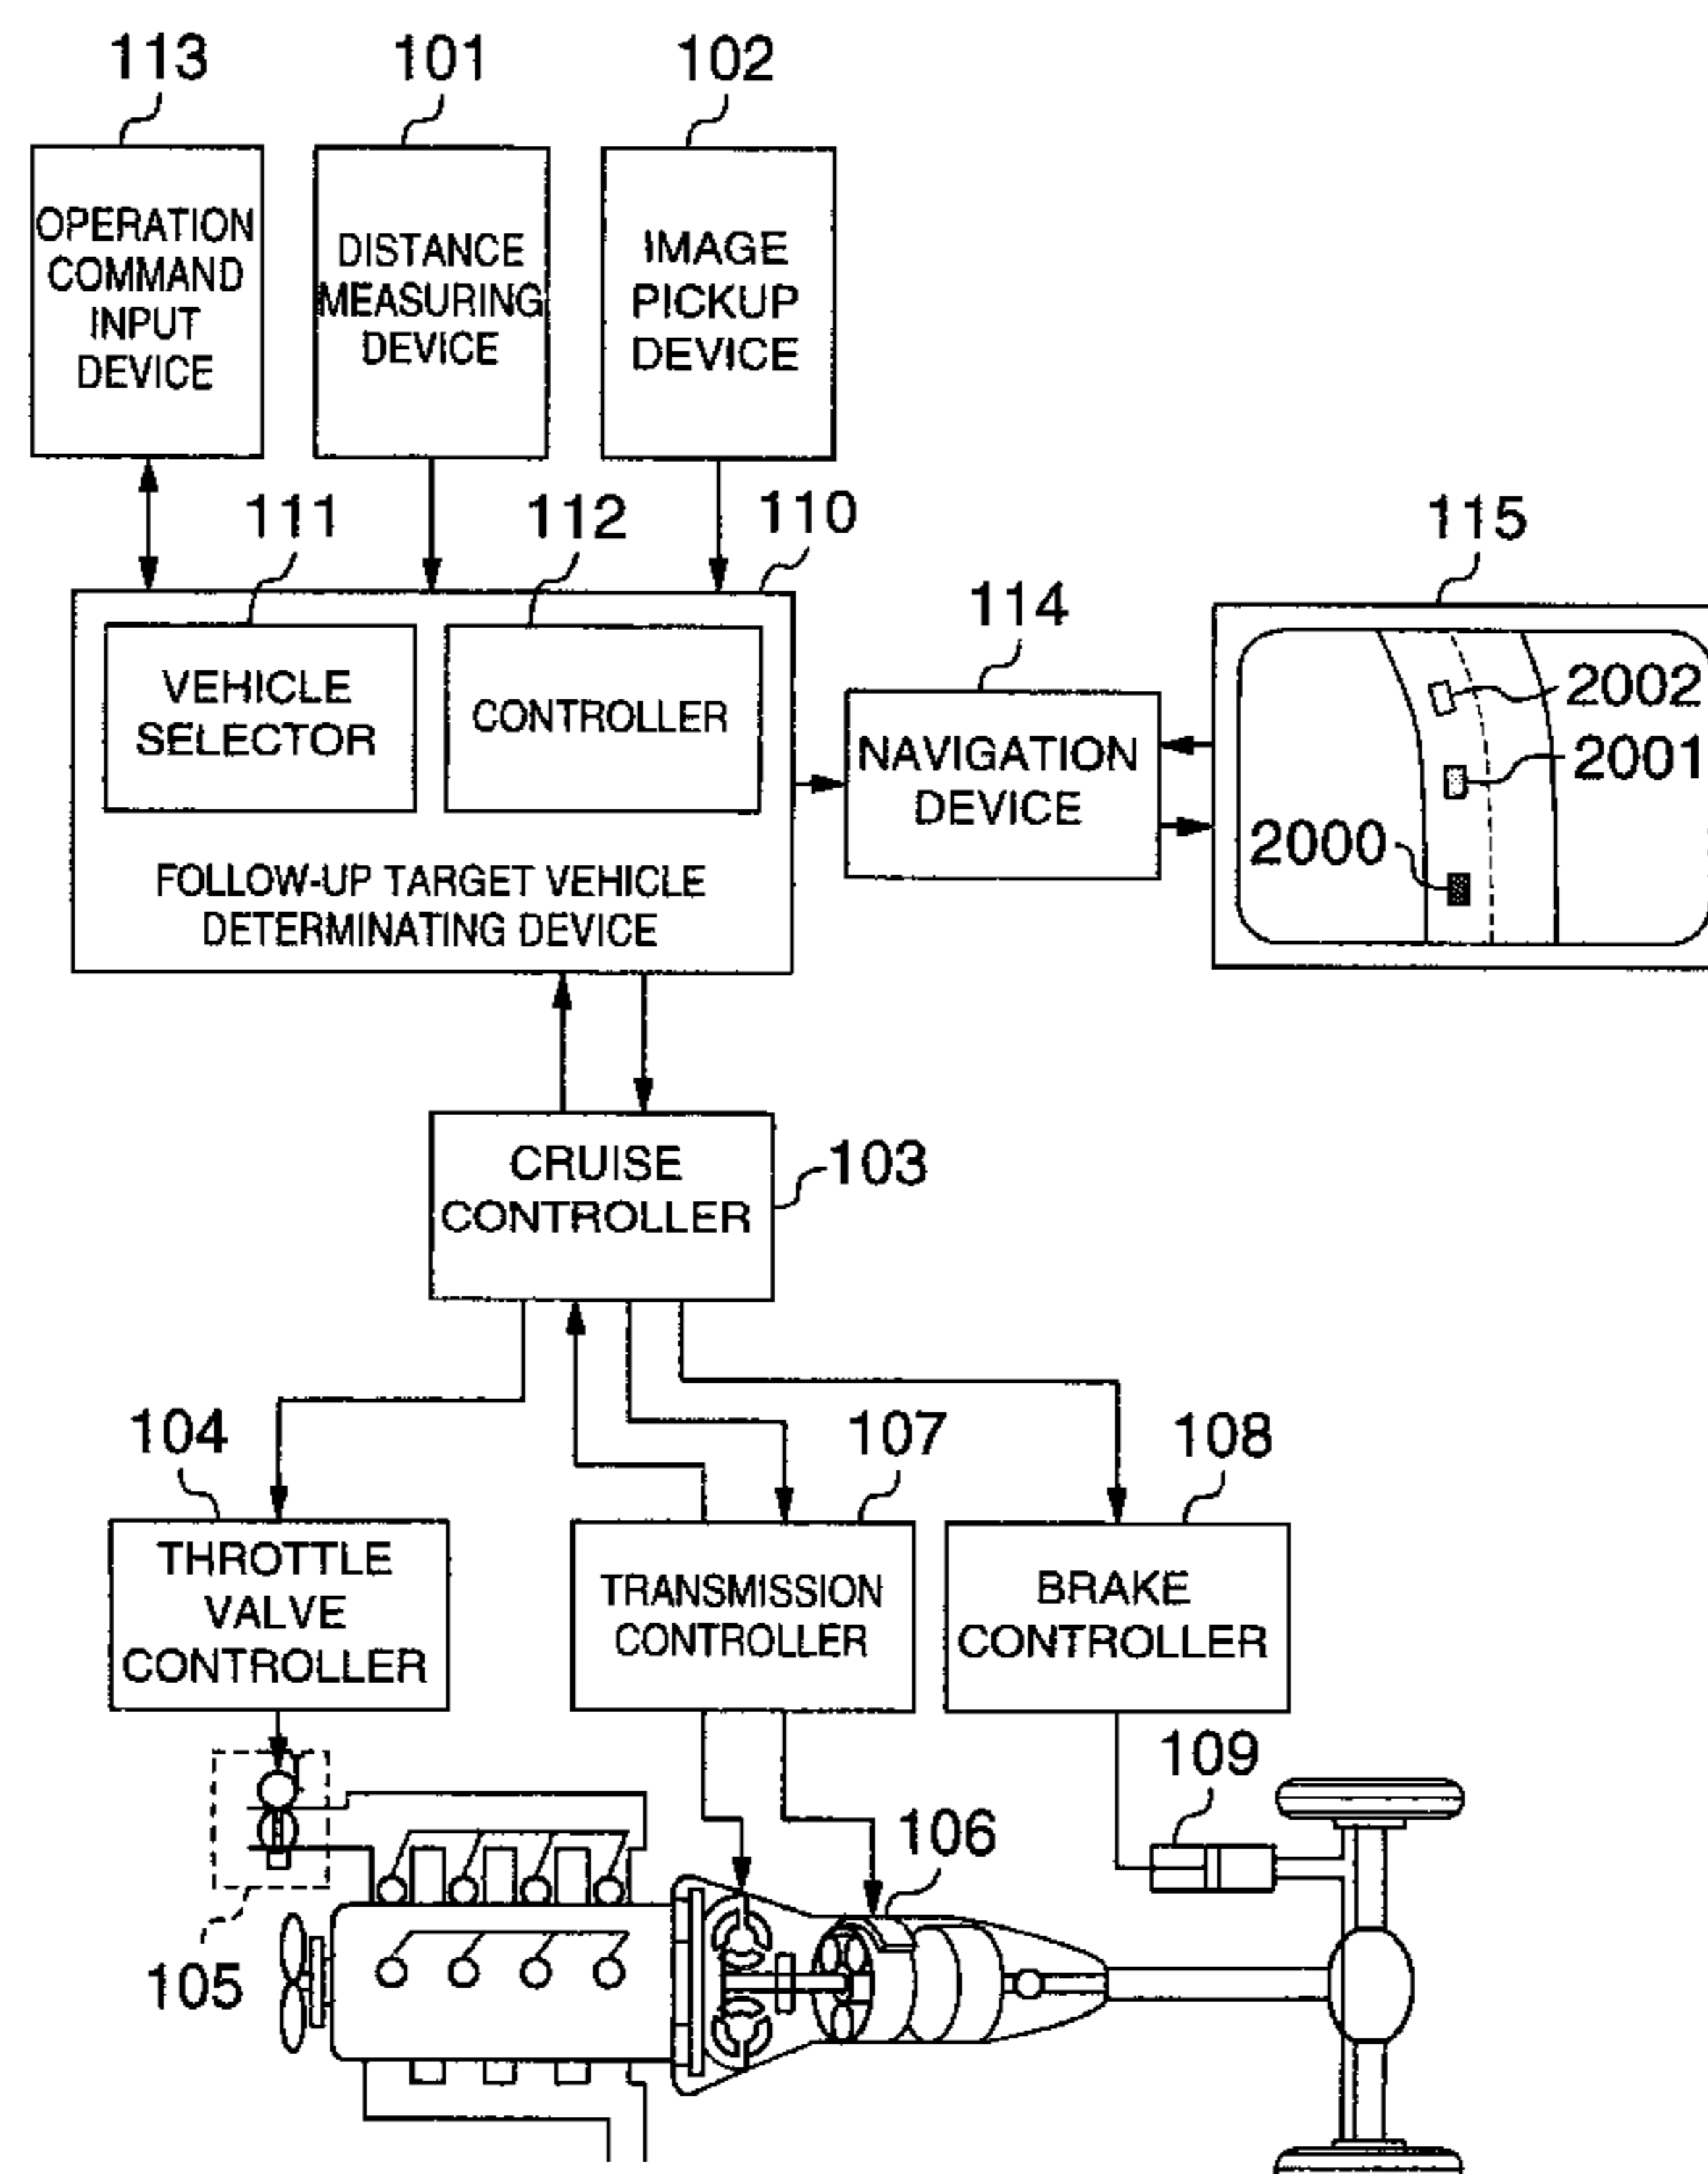 113
101
102
OPERATION
COMMAND
INPUT
DEVICE
DISTANCE
MEASURING
DEVICE
IMAGE
PICKUP
DEVICE
111
112
110
VEHICLE
SELECTOR
CONTROLLER
FOLLOW-UP TARGET VEHICLE
DETERMINATING DEVICE
114
NAVIGATION
DEVICE
115
2002
2001
2000
CRUISE
CONTROLLER
103
104
107
108
THROTTLE
VALVE
CONTROLLER
TRANSMISSION
CONTROLLER
BRAKE
CONTROLLER
109
106
105